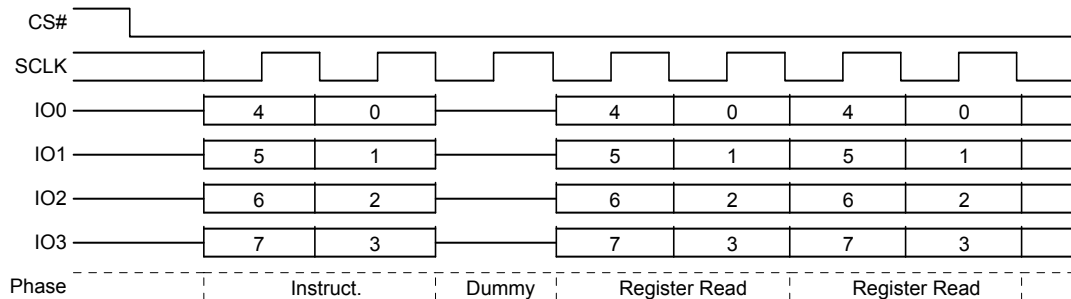 CS#
SCLK
IO0 4 0 4 0 4 0
IO1 5 1 5 1 5 1
IO2 6 2 6 2 6 2
IO3 7 3 7 3 7 3
Phase Instruct. Dummy Register Read Register Read